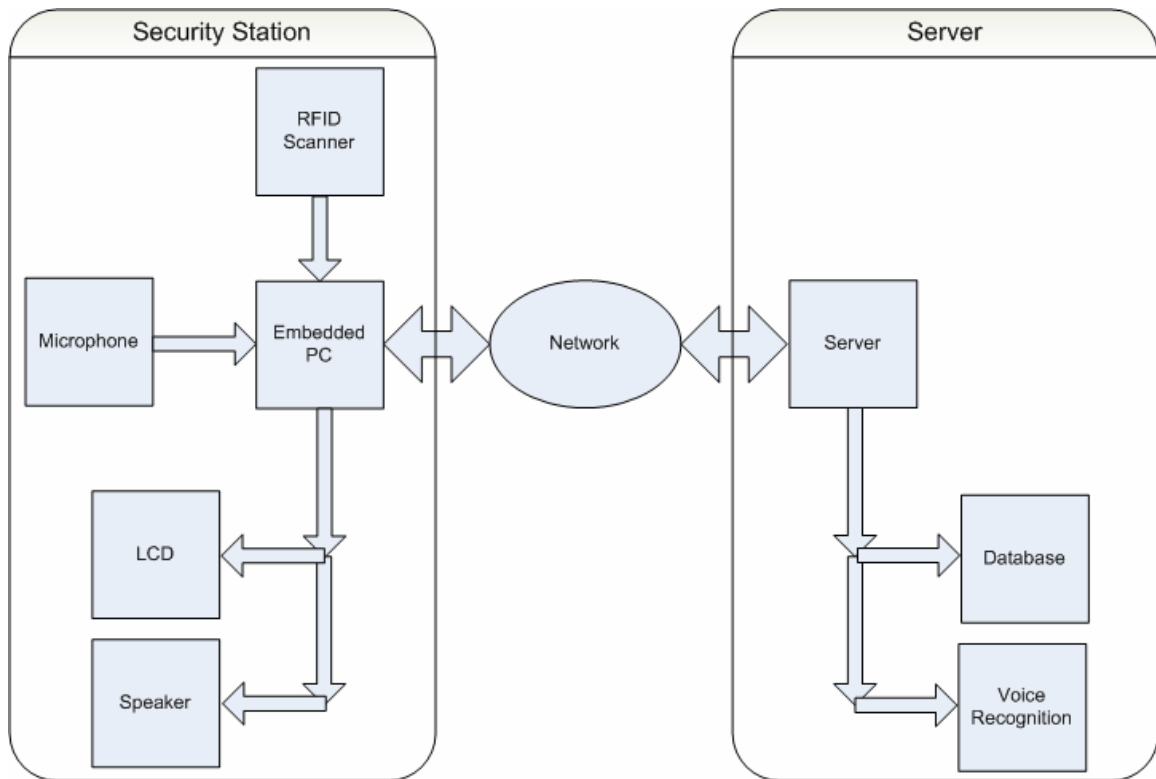 Security Station
Server
RFID
Scanner
Microphone
Embedded
PC
Network
Server
LCD
Database
Speaker
Voice
Recognition